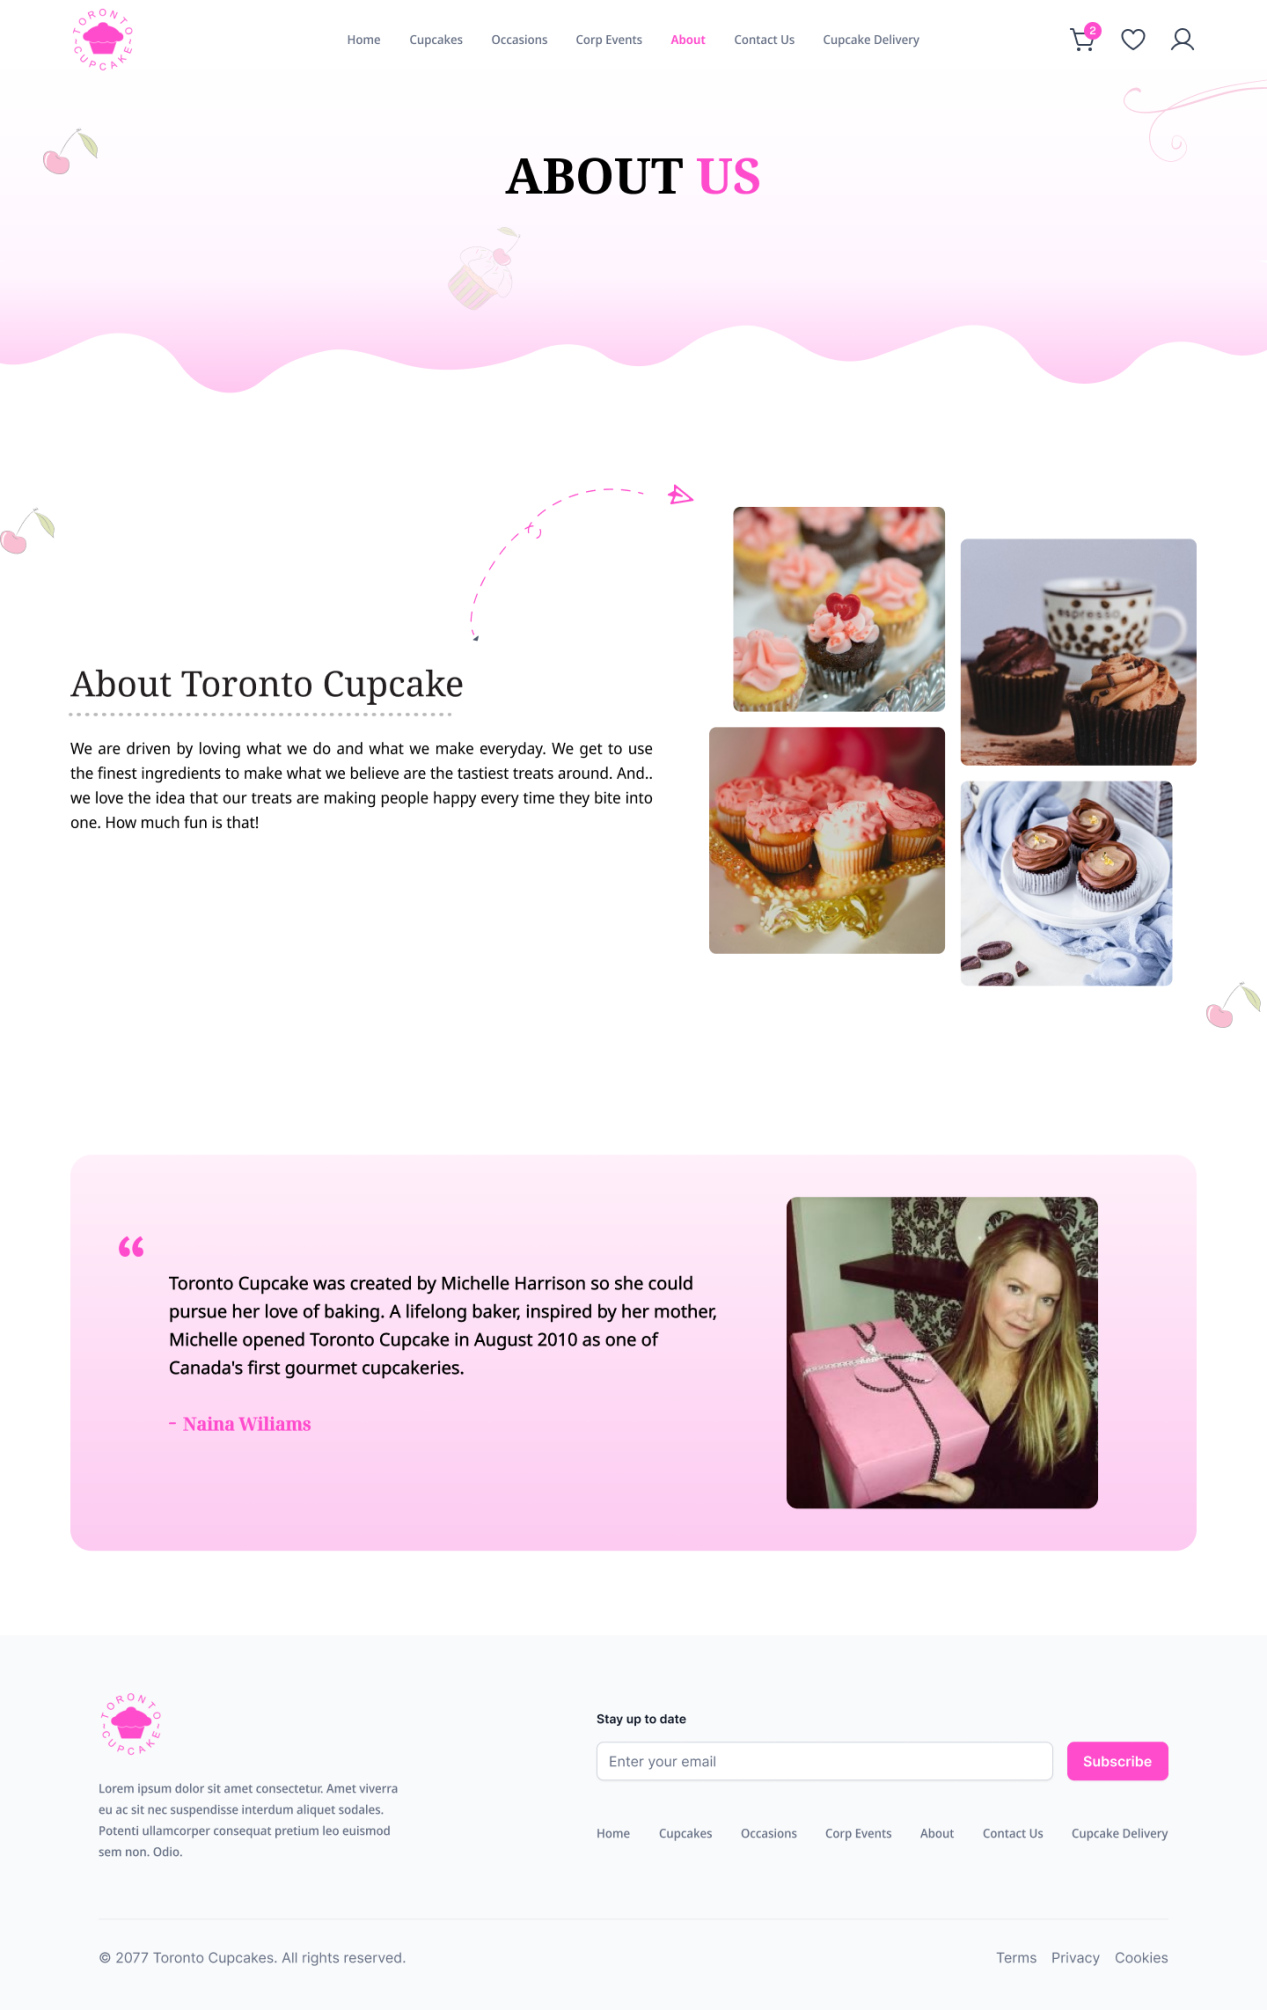 TORONTO
CUPCAKE
Home Cupcakes Occasions Corp Events About Contact Us Cupcake Delivery
2
ABOUT US
espresso
About Toronto Cupcake
We are driven by loving what we do and what we make everyday. We get to use
the finest ingredients to make what we believe are the tastiest treats around. And..
we love the idea that our treats are making people happy every time they bite into
one. How much fun is that!
“
Toronto Cupcake was created by Michelle Harrison so she could
pursue her love of baking. A lifelong baker, inspired by her mother,
Michelle opened Toronto Cupcake in August 2010 as one of
Canada's first gourmet cupcakeries.
- Naina Wiliams
TORONTO
CUPCAKE
Lorem ipsum dolor sit amet consectetur. Amet viverra
eu ac sit nec suspendisse interdum aliquet sodales.
Potenti ullamcorper consequat pretium leo euismod
sem non. Odio.
Stay up to date
Enter your email
Subscribe
Home Cupcakes Occasions Corp Events About Contact Us Cupcake Delivery
© 2077 Toronto Cupcakes. All rights reserved.
Terms Privacy Cookies